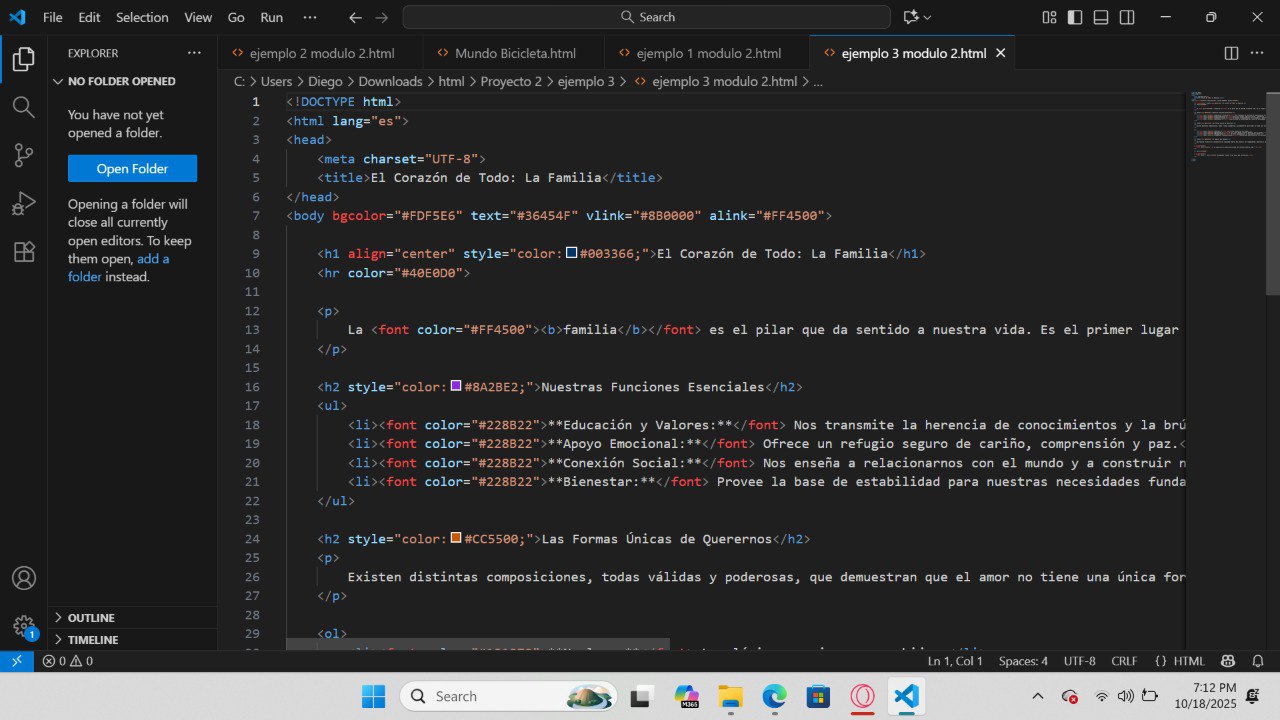 File Edit Selection View Go Run ··· Search
EXPLORER ···
NO FOLDER OPENED
You have not yet
opened a folder.
Open Folder
Opening a folder will
close all currently
open editors. To keep
them open, add a
folder instead.
OUTLINE
TIMELINE
ejemplo 2 modulo 2.html Mundo Bicicleta.html ejemplo 1 modulo 2.html ejemplo 3 modulo 2.html
C: > Users > Diego > Downloads > html > Proyecto 2 > ejemplo 3 > ejemplo 3 modulo 2.html > ...
1 <!DOCTYPE html>
2 <html lang="es">
3 <head>
4 <meta charset="UTF-8">
5 <title>El Corazón de Todo: La Familia</title>
6 </head>
7 <body bgcolor="#FDF5E6" text="#36454F" vlink="#8B0000" alink="#FF4500">
8
9 <h1 align="center" style="color:#003366;">El Corazón de Todo: La Familia</h1>
10 <hr color="#40E0D0">
11
12 <p>
13 La <font color="#FF4500"><b>familia</b></font> es el pilar que da sentido a nuestra vida. Es el primer lugar
14 </p>
15
16 <h2 style="color:#8A2BE2;">Nuestras Funciones Esenciales</h2>
17 <ul>
18 <li><font color="#228B22">**Educación y Valores:**</font> Nos transmite la herencia de conocimientos y la brú
19 <li><font color="#228B22">**Apoyo Emocional:**</font> Ofrece un refugio seguro de cariño, comprensión y paz.<
20 <li><font color="#228B22">**Conexión Social:**</font> Nos enseña a relacionarnos con el mundo y a construir
21 <li><font color="#228B22">**Bienestar:**</font> Provee la base de estabilidad para nuestras necesidades funda
22 </ul>
23
24 <h2 style="color:#CC5500;">Las Formas Únicas de Querernos</h2>
25 <p>
26 Existen distintas composiciones, todas válidas y poderosas, que demuestran que el amor no tiene una única for
27 </p>
28
29 <ol>
0 0 Ln 1, Col 1 Spaces: 4 UTF-8 CRLF {} HTML
1
Search M365 7:12 PM
10/18/2025